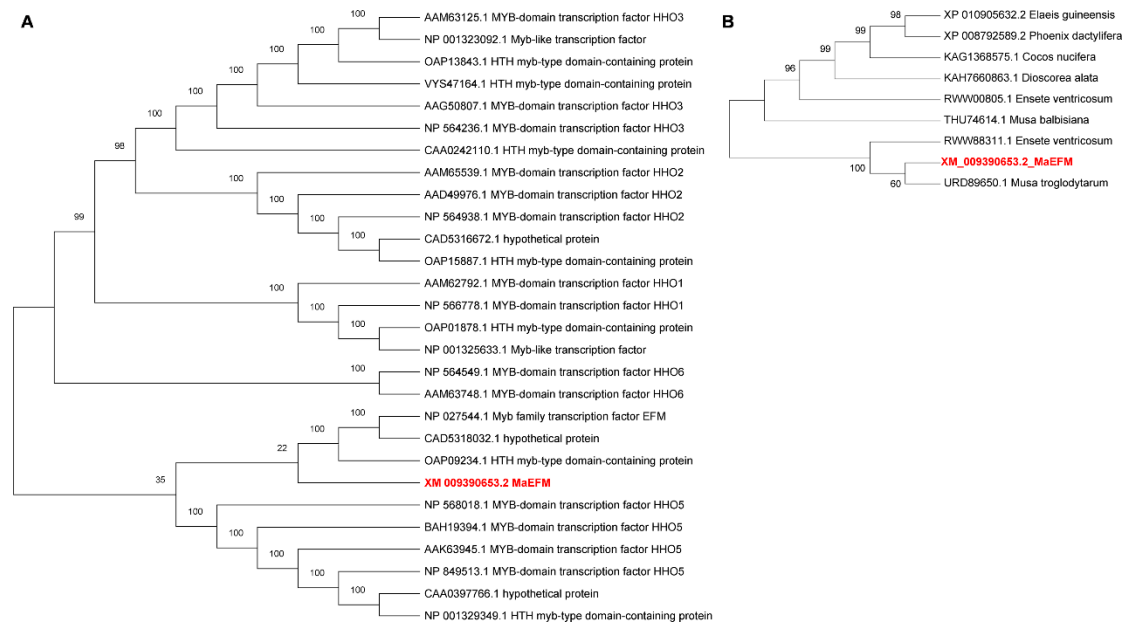 A
AAM63125.1 MYB-domain transcription factor HHO3
NP 001323092.1 Myb-like transcription factor
OAP13843.1 HTH myb-type domain-containing protein
VYS47164.1 HTH myb-type domain-containing protein
AAG50807.1 MYB-domain transcription factor HHO3
NP 564236.1 MYB-domain transcription factor HHO3
CAA0242110.1 HTH myb-type domain-containing protein
AAM65539.1 MYB-domain transcription factor HHO2
AAD49976.1 MYB-domain transcription factor HHO2
NP 564938.1 MYB-domain transcription factor HHO2
CAD5316672.1 hypothetical protein
OAP15887.1 HTH myb-type domain-containing protein
AAM62792.1 MYB-domain transcription factor HHO1
NP 566778.1 MYB-domain transcription factor HHO1
OAP01878.1 HTH myb-type domain-containing protein
NP 001325633.1 Myb-like transcription factor
NP 564549.1 MYB-domain transcription factor HHO6
AAM63748.1 MYB-domain transcription factor HHO6
NP 027544.1 Myb family transcription factor EFM
CAD5318032.1 hypothetical protein
OAP09234.1 HTH myb-type domain-containing protein
XM 009390653.2 MaEFM
NP 568018.1 MYB-domain transcription factor HHO5
BAH19394.1 MYB-domain transcription factor HHO5
AAK63945.1 MYB-domain transcription factor HHO5
NP 849513.1 MYB-domain transcription factor HHO5
CAA0397766.1 hypothetical protein
NP 001329349.1 HTH myb-type domain-containing protein
100
100
100
100
100
100
98
100
100
100
100
99
100
100
100
100
100
100
22
35
100
100
100
100
100
B
XP 010905632.2 Elaeis guineensis
XP 008792589.2 Phoenix dactylifera
KAG1368575.1 Cocos nucifera
KAH7660863.1 Dioscorea alata
RWW00805.1 Ensete ventricosum
THU74614.1 Musa balbisiana
RWW88311.1 Ensete ventricosum
XM_009390653.2_MaEFM
URD89650.1 Musa troglodytarum
98
99
99
96
100
60